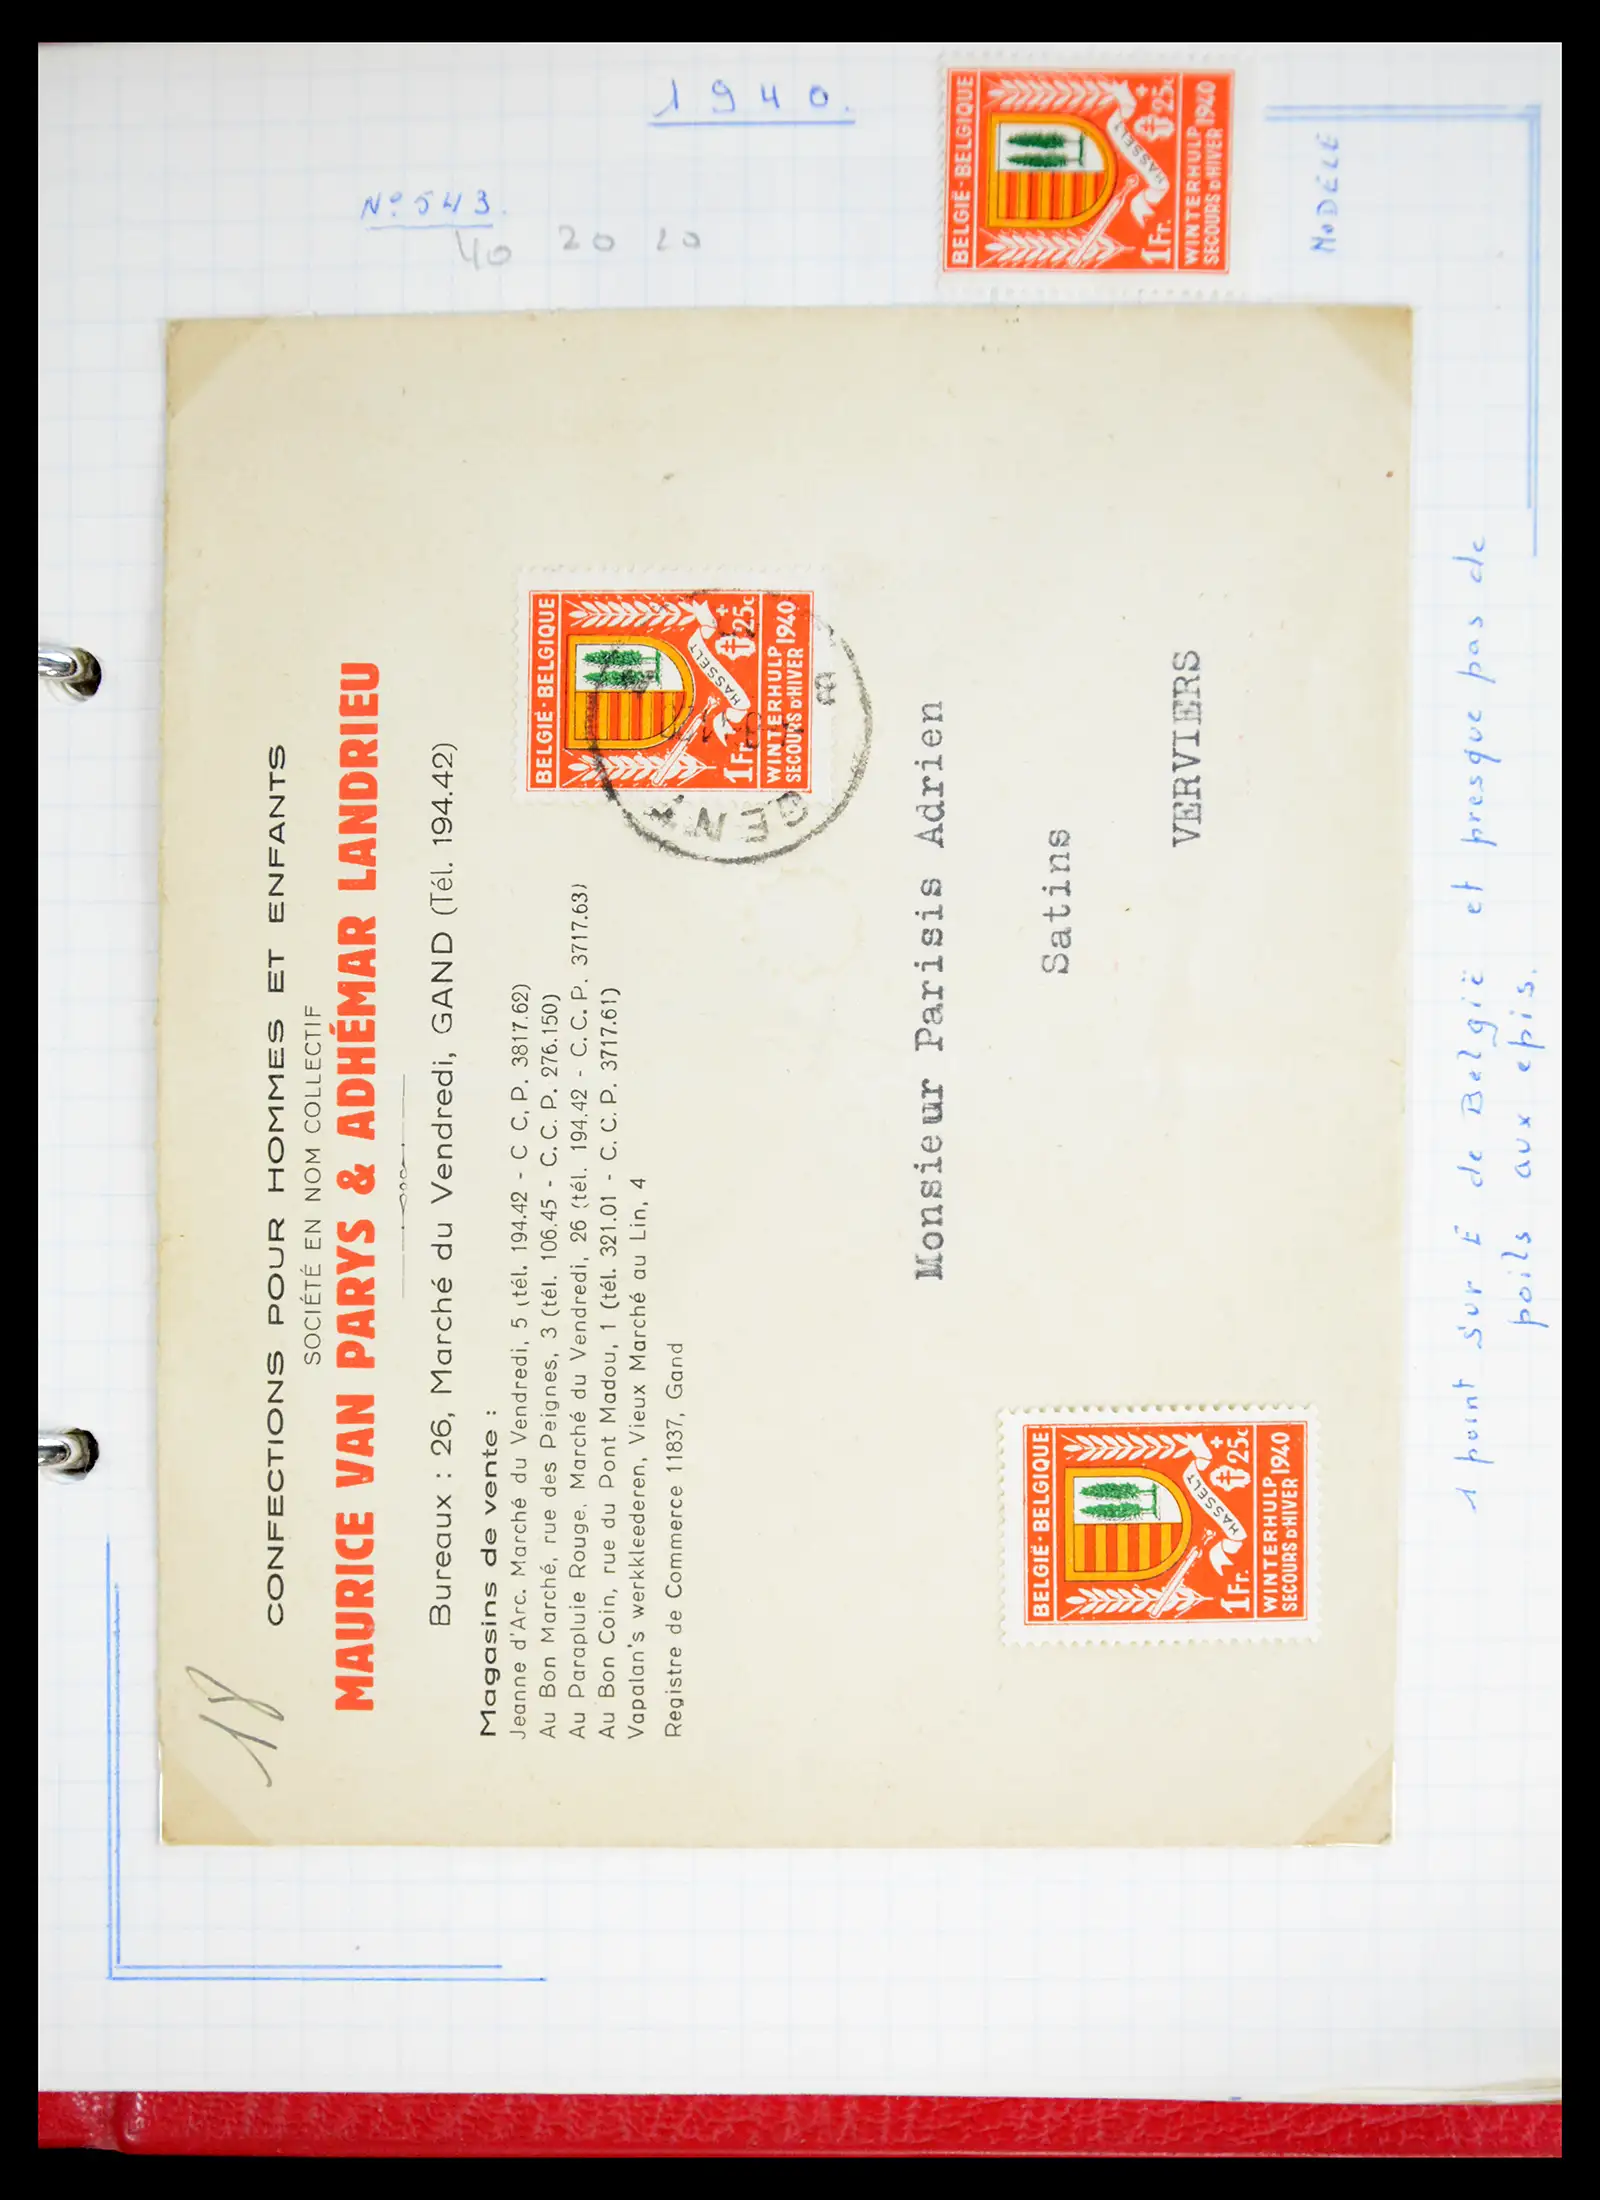 1940.
N° 543.
40 20 20
BELGIË-BELGIQUE
HASSELT
1Fr. + 25c
WINTERHULP 1940
SECOURS D'HIVER
MODÈLE
CONFECTIONS POUR HOMMES ET ENFANTS
SOCIÉTÉ EN NOM COLLECTIF
MAURICE VAN PARYS & ADHÉMAR LANDRIEU
Bureaux : 26, Marché du Vendredi, GAND (Tél. 194.42)
Magasins de vente :
Jeanne d'Arc. Marché du Vendredi, 5 (tél. 194.42 - C C, P. 3817.62)
Au Bon Marché, rue des Peignes, 3 (tél. 106.45 - C. C. P. 276.150)
Au Parapluie Rouge, Marché du Vendredi, 26 (tél. 194.42 - C. C. P. 3717.63)
Au Bon Coin, rue du Pont Madou, 1 (tél. 321.01 - C. C. P. 3717.61)
Vapalan's werkkleederen, Vieux Marché au Lin, 4
Registre de Commerce 11837, Gand
18
BELGIË-BELGIQUE
HASSELT
1Fr. + 25c
WINTERHULP 1940
SECOURS D'HIVER
GENT
Monsieur Parisis Adrien
Satins
VERVIERS
BELGIË-BELGIQUE
HASSELT
1Fr. + 25c
WINTERHULP 1940
SECOURS D'HIVER
1 point sur E de België et presque pas de
poils aux epis.